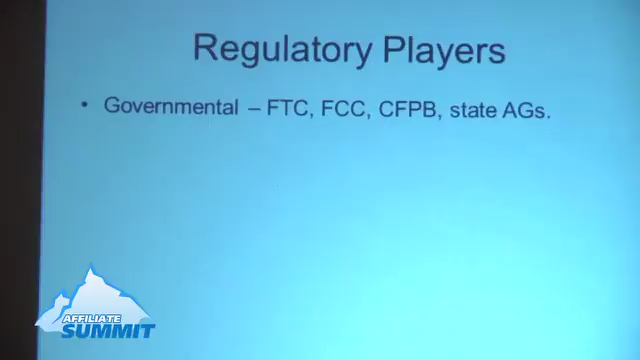 Regulatory Players
• Governmental – FTC, FCC, CFPB, state AGs.
AFFILIATE
SUMMIT